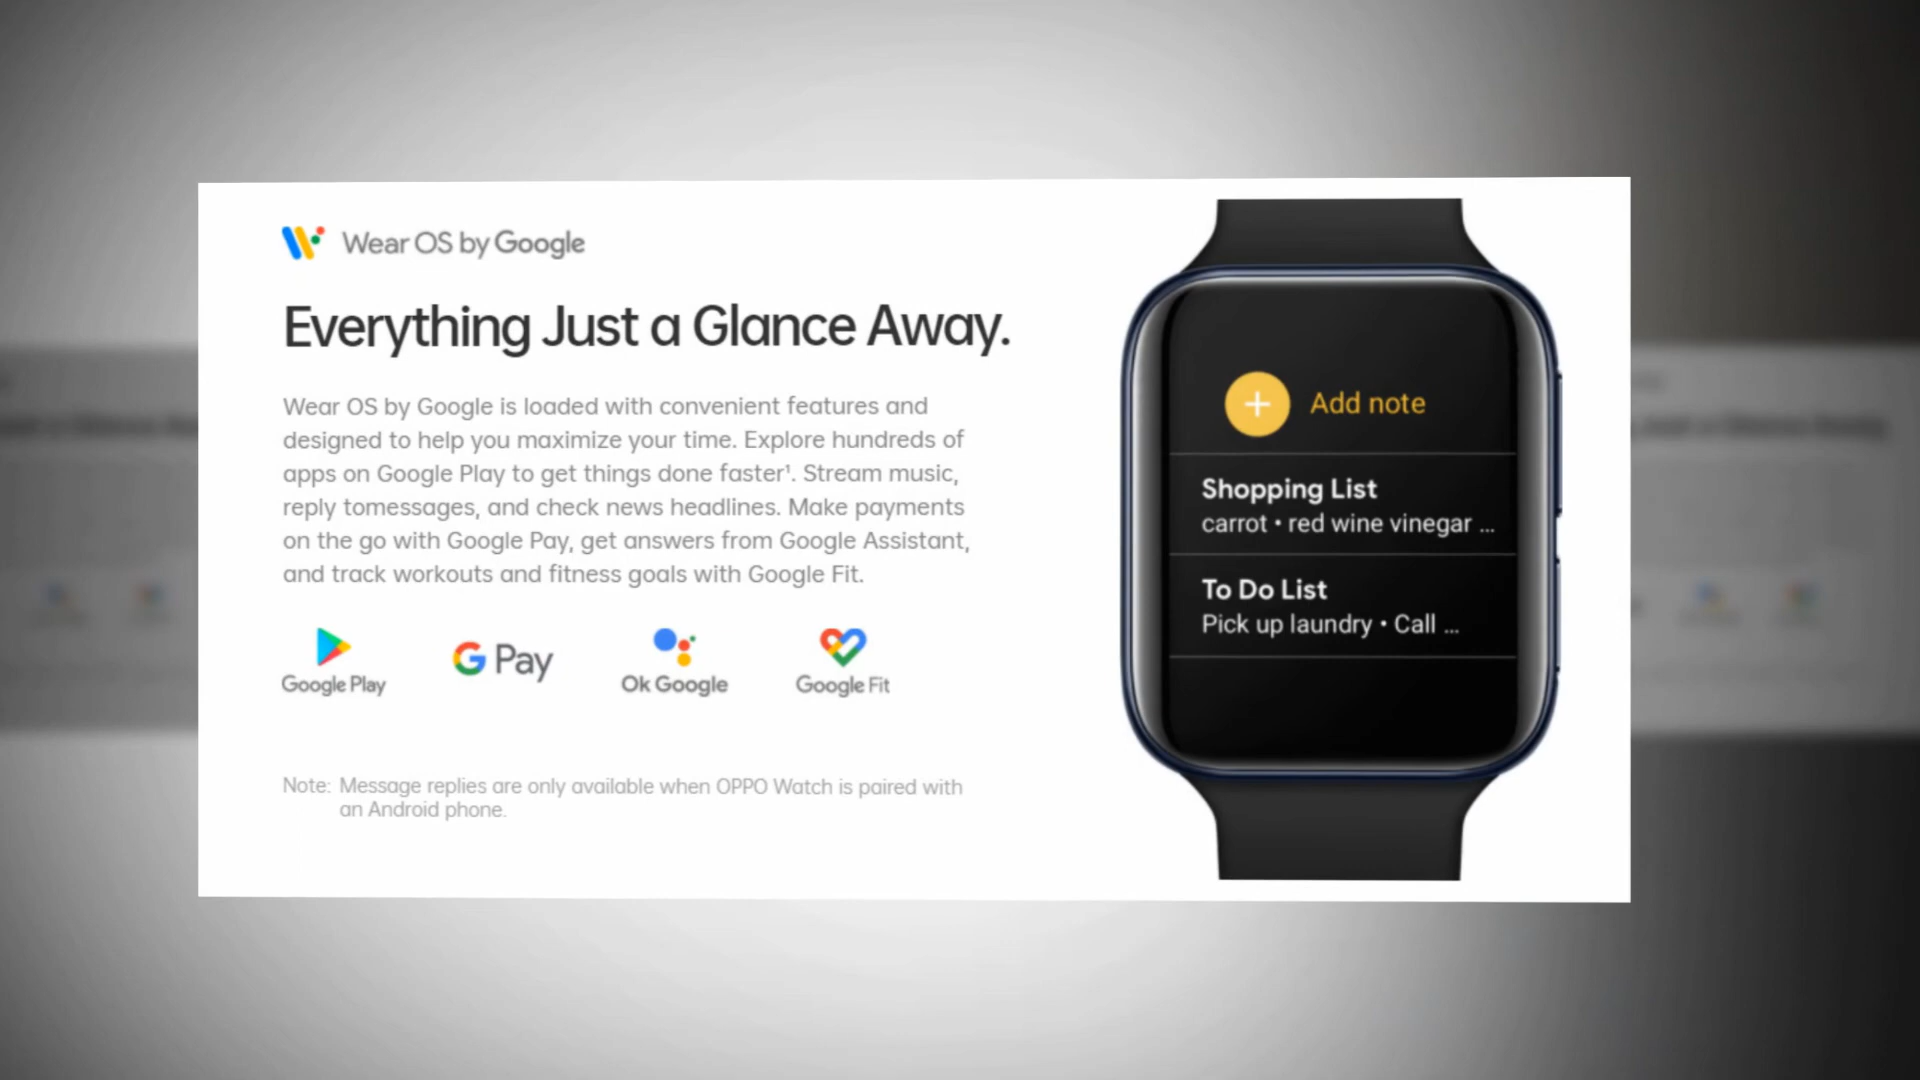 Wear OS by Google
Everything Just a Glance Away.
Wear OS by Google is loaded with convenient features and
designed to help you maximize your time. Explore hundreds of
apps on Google Play to get things done faster¹. Stream music,
reply tomessages, and check news headlines. Make payments
on the go with Google Pay, get answers from Google Assistant,
and track workouts and fitness goals with Google Fit.
Google Play
G Pay
Ok Google
Google Fit
Note: Message replies are only available when OPPO Watch is paired with
an Android phone.
Add note
Shopping List
carrot • red wine vinegar ...
To Do List
Pick up laundry • Call ...